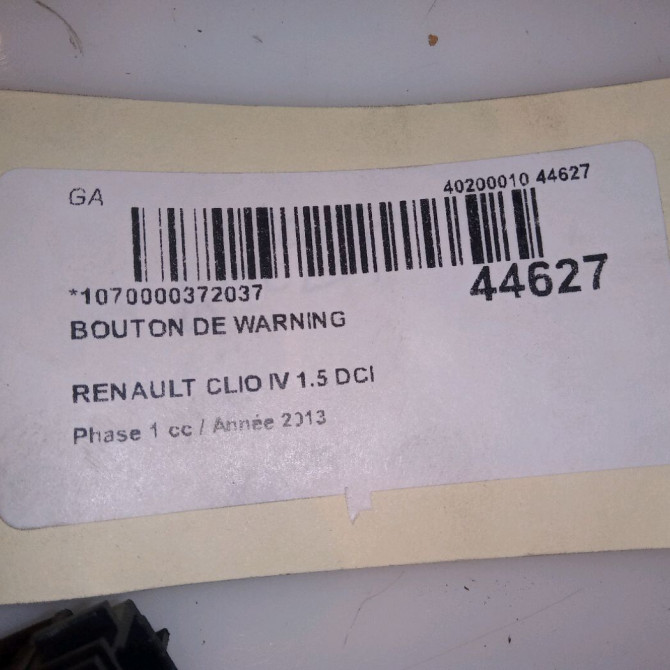 GA
40200010 44627
*1070000372037
44627
BOUTON DE WARNING
RENAULT CLIO IV 1.5 DCI
Phase 1 cc / Année 2013